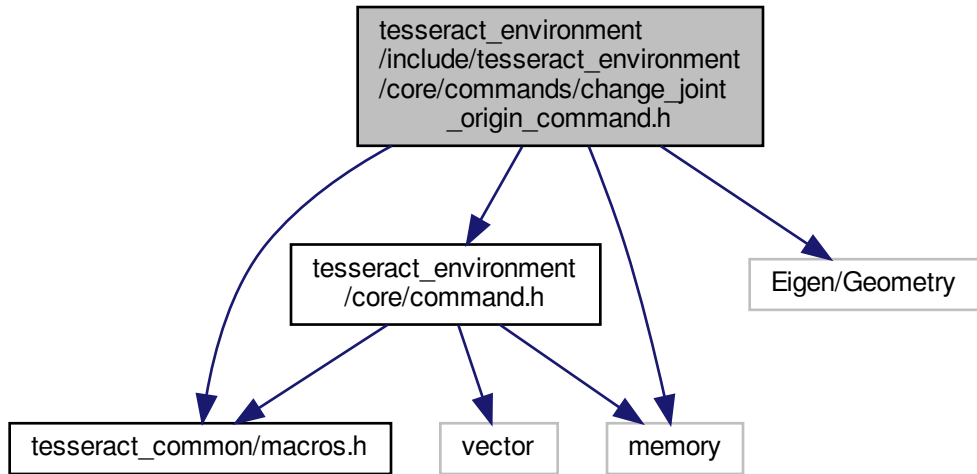 tesseract_environment
/include/tesseract_environment
/core/commands/change_joint
_origin_command.h
tesseract_environment
/core/command.h
Eigen/Geometry
tesseract_common/macros.h
vector
memory